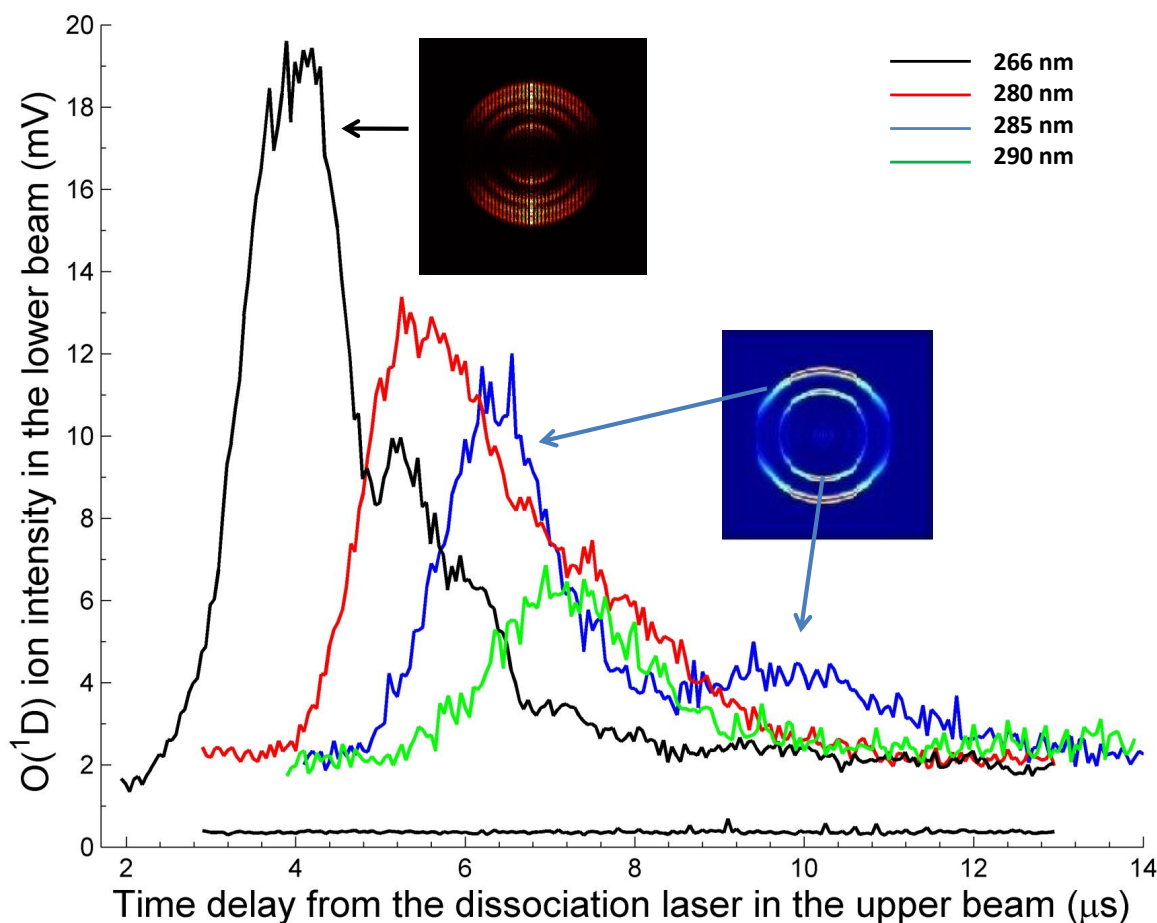 20
18
16
14
12
10
8
6
4
2
0
O(¹D) ion intensity in the lower beam (mV)
266 nm
280 nm
285 nm
290 nm
2 4 6 8 10 12 14
Time delay from the dissociation laser in the upper beam (μs)